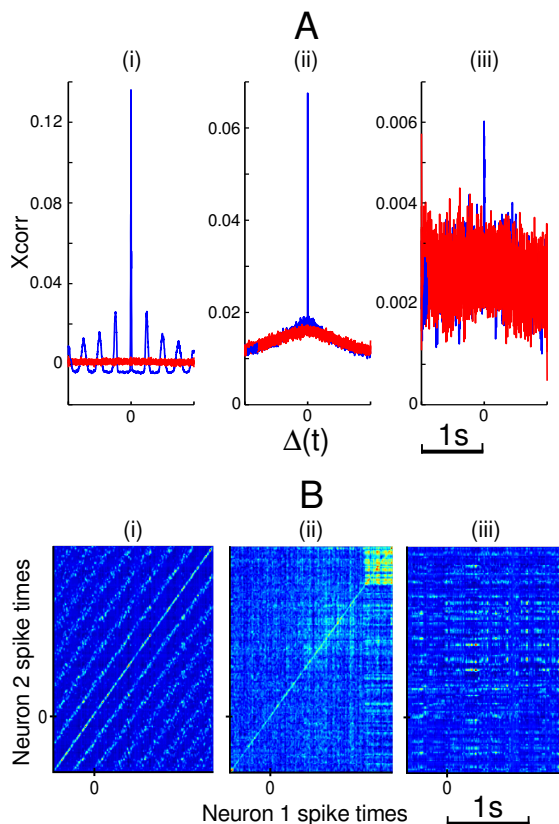 A
(i)
(ii)
(iii)
Xcorr
0.12
0.08
0.04
0
0
0.06
0.04
0.02
0
0
0.006
0.004
0.002
0
0
Δ(t)
1s
B
(i)
(ii)
(iii)
Neuron 2 spike times
0
0
0
0
Neuron 1 spike times
1s